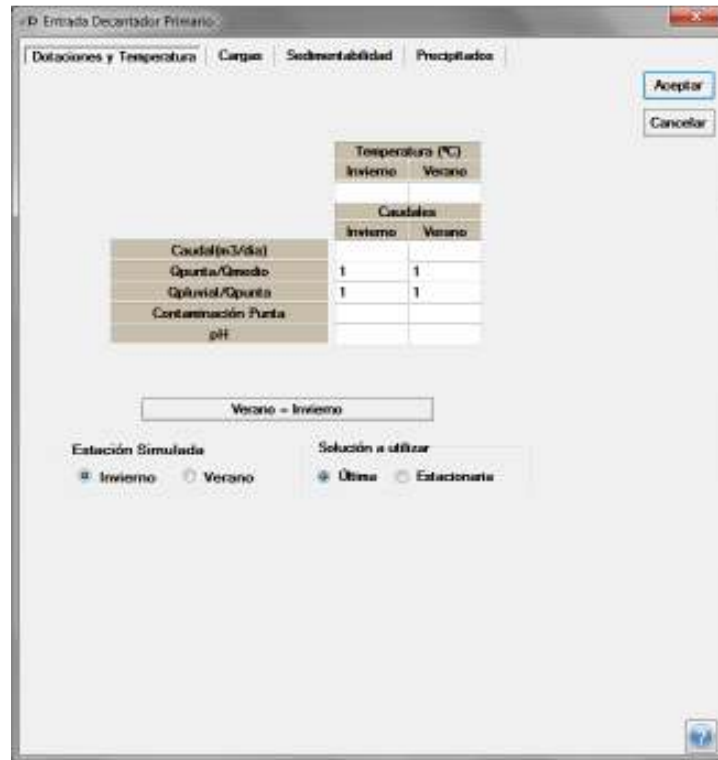 Entrada Decantador Primario
Dotaciones y Temperatura Cargas Sedimentabilidad Precipitados
Aceptar
Cancelar
Temperatura (ºC)
Invierno Verano
Caudales
Invierno Verano
Caudal(m3/día)
Qpunta/Qmedio 1 1
Qpluvial/Qpunta 1 1
Contaminación Punta
pH
Verano = Invierno
Estación Simulada
Invierno Verano
Solución a utilizar
Última Estacionaria
?